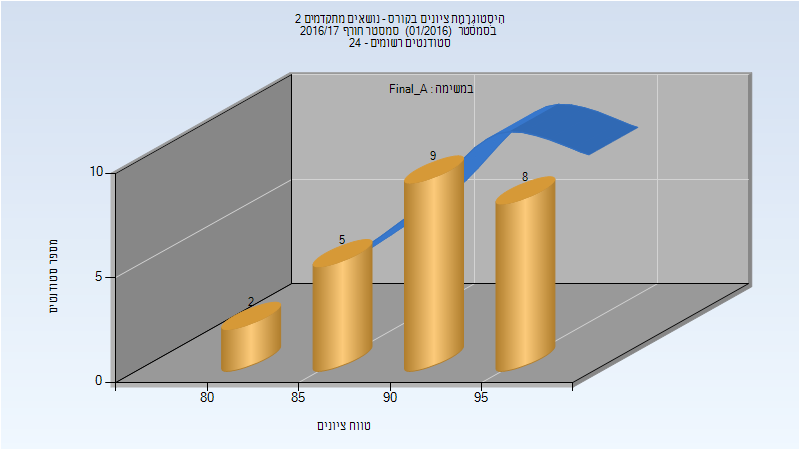 היסטוגרמת ציונים בקורס - נושאים מתקדמים 2
בסמסטר (01/2016) סמסטר חורף 2016/17
סטודנטים רשומים - 24
במשימה : Final_A
10
5
0
מספר סטודנטים
2
5
9
8
80
85
90
95
טווח ציונים